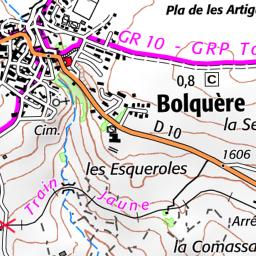 Pla de les Artig
GR 10 - GRP To
0,8 C
Bolquère
Cim.
D 10
la Se
1606
les Esqueroles
Train Jaune
Arr
la Comassa